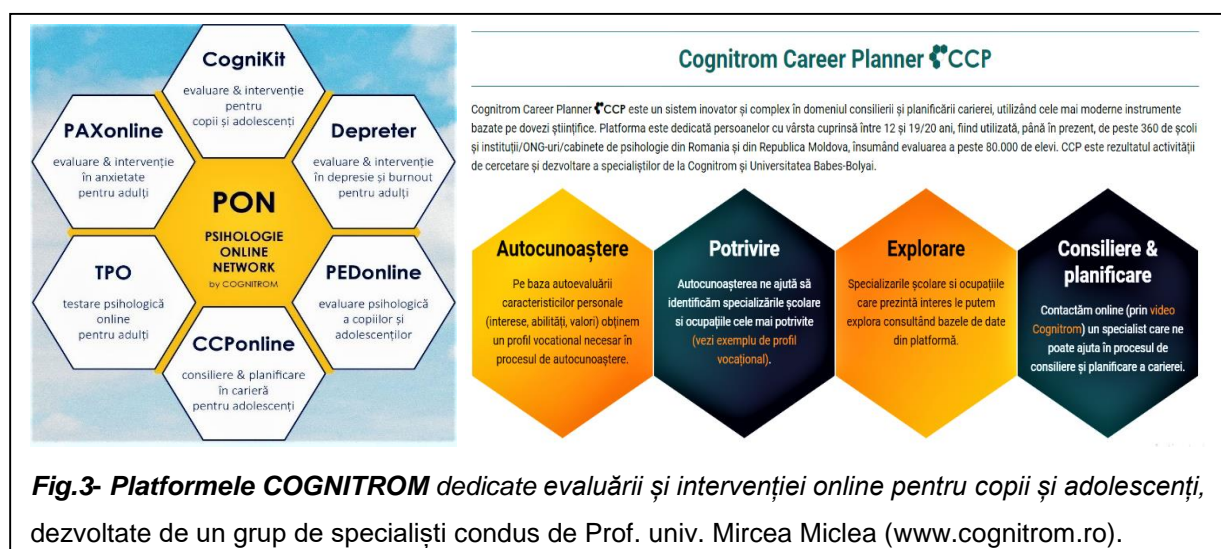 CogniKit
evaluare & intervenție
pentru
copii și adolescenți
PAXonline
evaluare & intervenție
în anxietate
pentru adulți
Depreter
evaluare & intervenție
în depresie și burnout
pentru adulți
PON
PSIHOLOGIE
ONLINE
NETWORK
by COGNITROM
TPO
testare psihologică
online
pentru adulți
PEDonline
evaluare psihologică
a copiilor și
adolescenților
CCPonline
consiliere & planificare
în carieră
pentru adolescenți
Cognitrom Career Planner CCP
Cognitrom Career Planner CCP este un sistem inovator și complex în domeniul consilierii și planificării carierei, utilizând cele mai moderne instrumente
bazate pe dovezi științifice. Platforma este dedicată persoanelor cu vârsta cuprinsă între 12 și 19/20 ani, fiind utilizată, până în prezent, de peste 360 de școli
și instituții/ONG-uri/cabinete de psihologie din Romania și din Republica Moldova, însumând evaluarea a peste 80.000 de elevi. CCP este rezultatul activității
de cercetare și dezvoltare a specialiștilor de la Cognitrom și Universitatea Babes-Bolyai.
Autocunoaștere
Pe baza autoevaluării
caracteristicilor personale
(interese, abilități, valori) obținem
un profil vocational necesar în
procesul de autocunoaștere.
Potrivire
Autocunoașterea ne ajută să
identificăm specializările școlare
si ocupațiile cele mai potrivite
(vezi exemplu de profil
vocațional).
Explorare
Specializarile școlare si ocupațiile
care prezintă interes le putem
explora consultând bazele de date
din platformă.
Consiliere &
planificare
Contactăm online (prin video
Cognitrom) un specialist care ne
poate ajuta în procesul de
consiliere și planificare a carierei.
Fig.3- Platformele COGNITROM dedicate evaluării și intervenției online pentru copii și adolescenți,
dezvoltate de un grup de specialiști condus de Prof. univ. Mircea Miclea (www.cognitrom.ro).